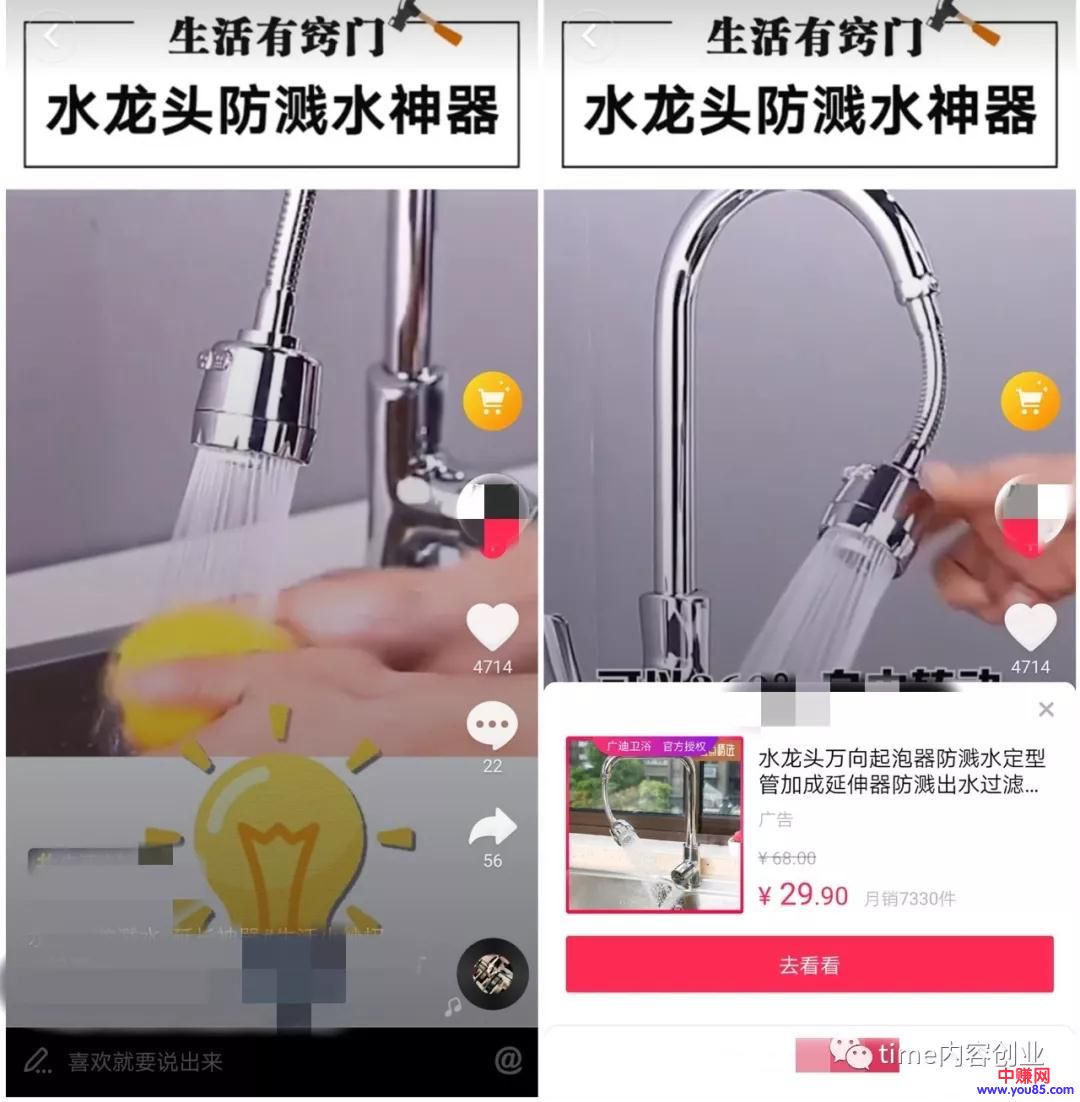 生活有窍门
水龙头防溅水神器
4714
22
56
喜欢就要说出来
@
生活有窍门
水龙头防溅水神器
4714
广迪卫浴 官方授权
水龙头万向起泡器防溅水定型
管加成延伸器防溅出水过滤...
广告
¥68.00
¥ 29.90 月销7330件
去看看
time内容创业
中赚网
www.you85.com